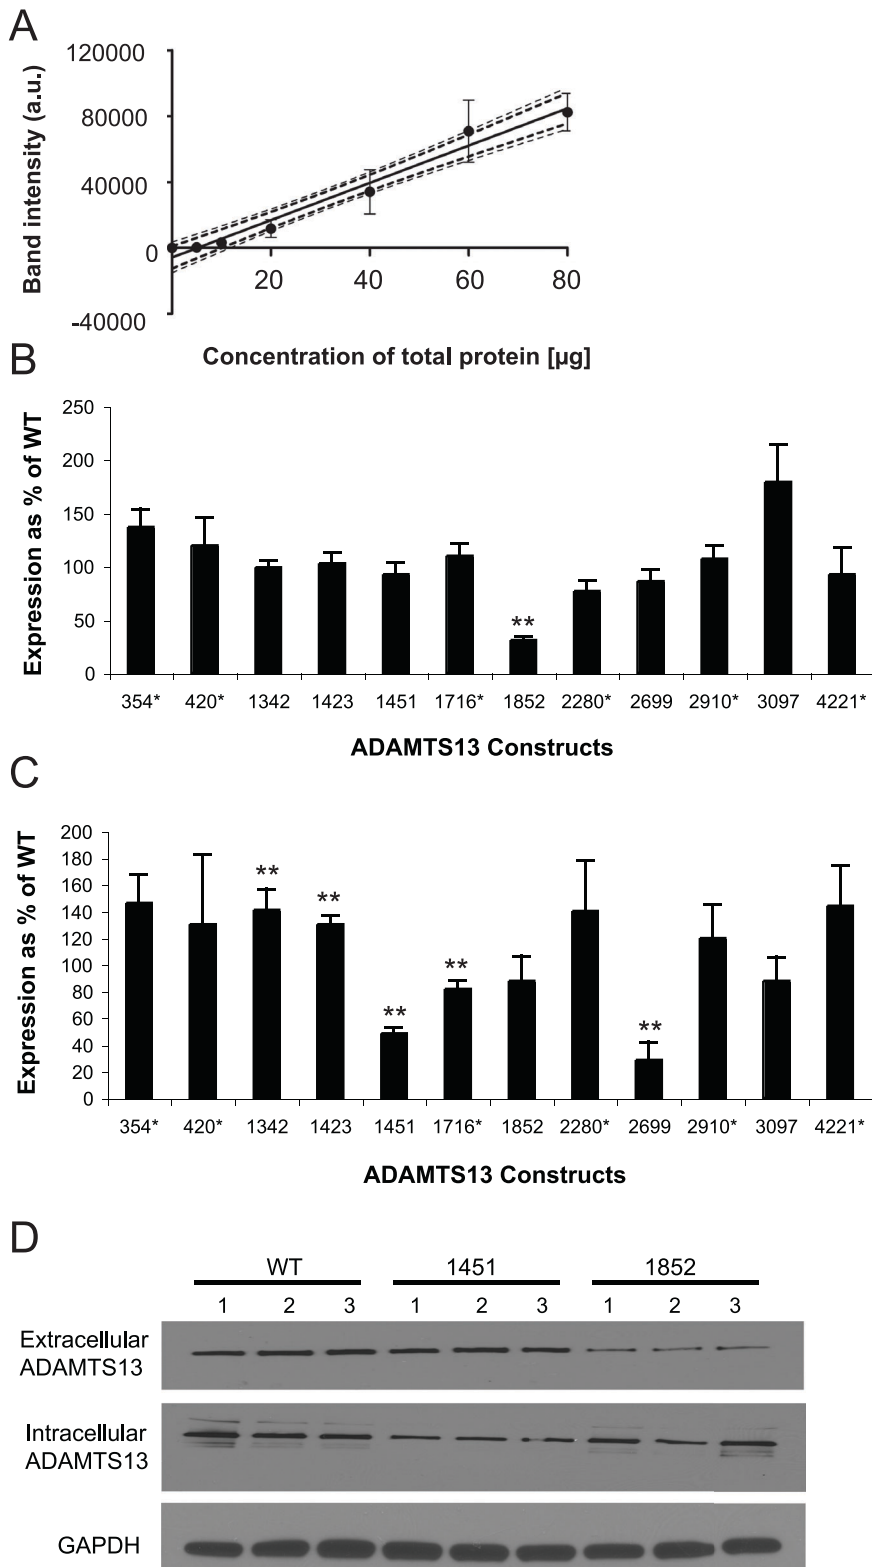 A
Band intensity (a.u.)
120000
80000
40000
0
-40000
20 40 60 80
Concentration of total protein [µg]
B
Expression as % of WT
250
200
150
100
50
0
**
354* 420* 1342 1423 1451 1716* 1852 2280* 2699 2910* 3097 4221*
ADAMTS13 Constructs
C
Expression as % of WT
200
180
160
140
120
100
80
60
40
20
0
** ** ** ** **
354* 420* 1342 1423 1451 1716* 1852 2280* 2699 2910* 3097 4221*
ADAMTS13 Constructs
D
WT 1451 1852
1 2 3 1 2 3 1 2 3
Extracellular
ADAMTS13
Intracellular
ADAMTS13
GAPDH